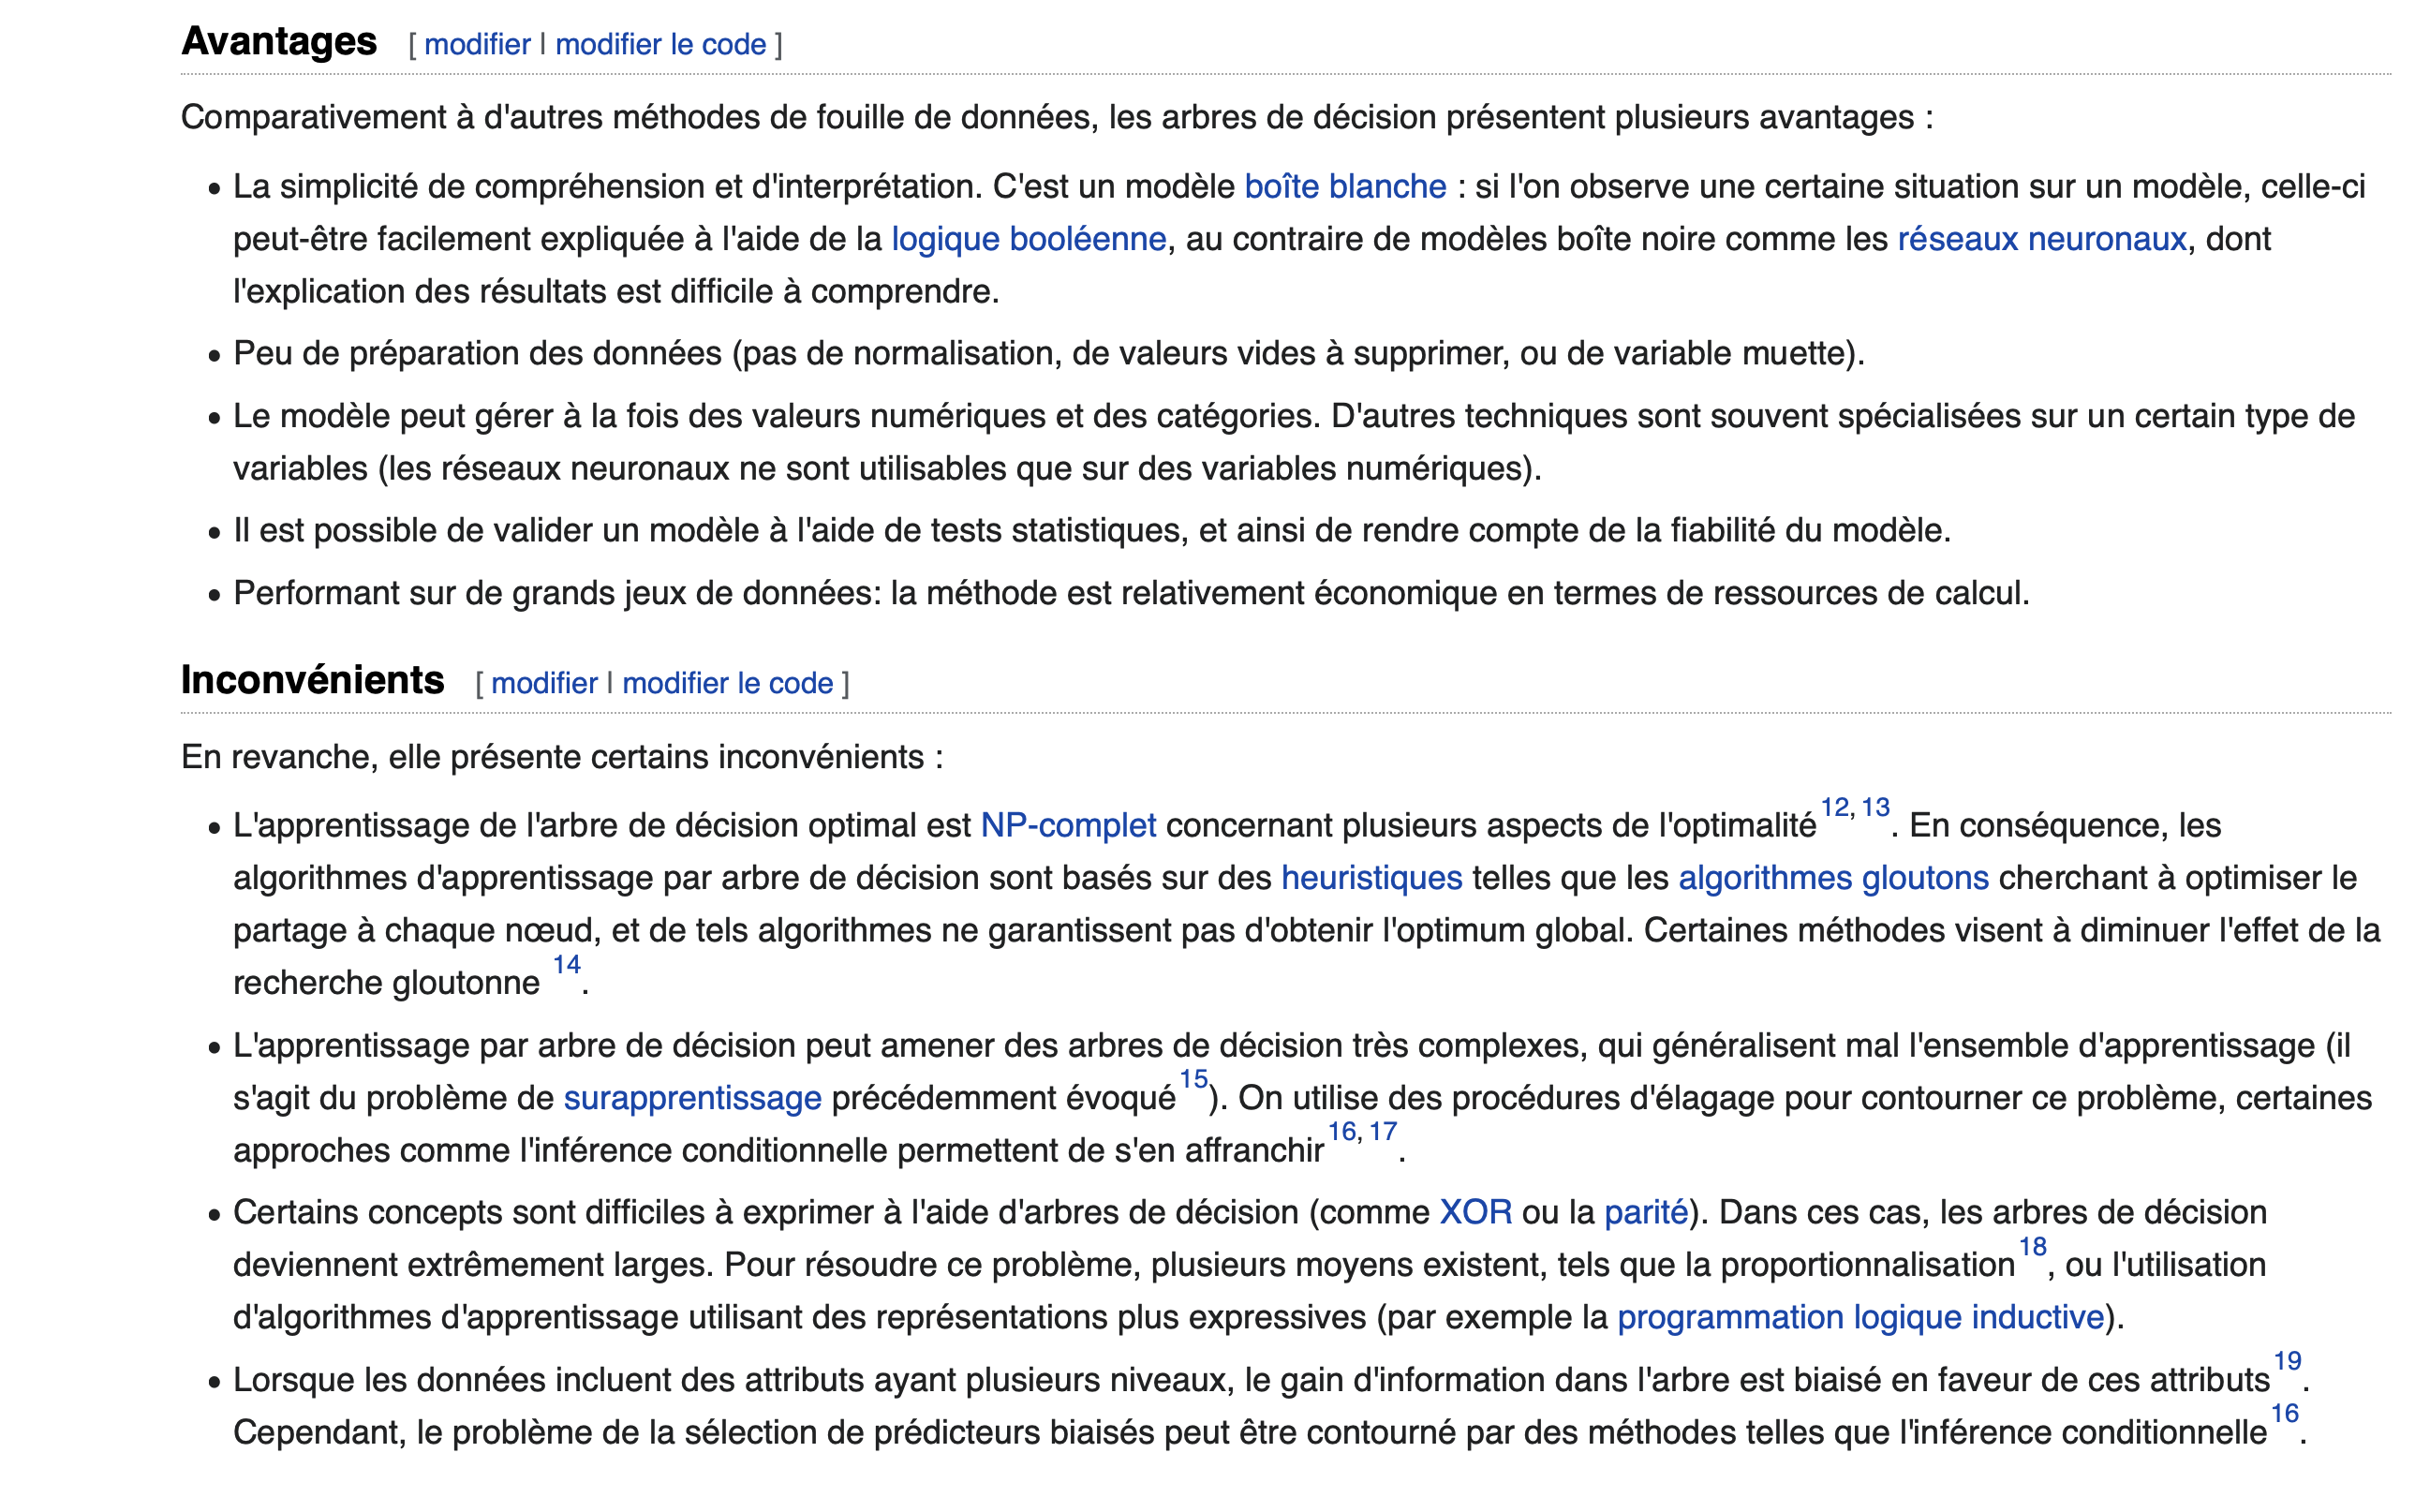 Avantages [ modifier | modifier le code ]
Comparativement à d'autres méthodes de fouille de données, les arbres de décision présentent plusieurs avantages :
• La simplicité de compréhension et d'interprétation. C'est un modèle boîte blanche : si l'on observe une certaine situation sur un modèle, celle-ci
peut-être facilement expliquée à l'aide de la logique booléenne, au contraire de modèles boîte noire comme les réseaux neuronaux, dont
l'explication des résultats est difficile à comprendre.
• Peu de préparation des données (pas de normalisation, de valeurs vides à supprimer, ou de variable muette).
• Le modèle peut gérer à la fois des valeurs numériques et des catégories. D'autres techniques sont souvent spécialisées sur un certain type de
variables (les réseaux neuronaux ne sont utilisables que sur des variables numériques).
• Il est possible de valider un modèle à l'aide de tests statistiques, et ainsi de rendre compte de la fiabilité du modèle.
• Performant sur de grands jeux de données: la méthode est relativement économique en termes de ressources de calcul.
Inconvénients [ modifier | modifier le code ]
En revanche, elle présente certains inconvénients :
• L'apprentissage de l'arbre de décision optimal est NP-complet concernant plusieurs aspects de l'optimalité 12, 13. En conséquence, les
algorithmes d'apprentissage par arbre de décision sont basés sur des heuristiques telles que les algorithmes gloutons cherchant à optimiser le
partage à chaque nœud, et de tels algorithmes ne garantissent pas d'obtenir l'optimum global. Certaines méthodes visent à diminuer l'effet de la
recherche gloutonne 14.
• L'apprentissage par arbre de décision peut amener des arbres de décision très complexes, qui généralisent mal l'ensemble d'apprentissage (il
s'agit du problème de surapprentissage précédemment évoqué 15). On utilise des procédures d'élagage pour contourner ce problème, certaines
approches comme l'inférence conditionnelle permettent de s'en affranchir 16, 17.
• Certains concepts sont difficiles à exprimer à l'aide d'arbres de décision (comme XOR ou la parité). Dans ces cas, les arbres de décision
deviennent extrêmement larges. Pour résoudre ce problème, plusieurs moyens existent, tels que la proportionnalisation 18, ou l'utilisation
d'algorithmes d'apprentissage utilisant des représentations plus expressives (par exemple la programmation logique inductive).
• Lorsque les données incluent des attributs ayant plusieurs niveaux, le gain d'information dans l'arbre est biaisé en faveur de ces attributs 19.
Cependant, le problème de la sélection de prédicteurs biaisés peut être contourné par des méthodes telles que l'inférence conditionnelle 16.